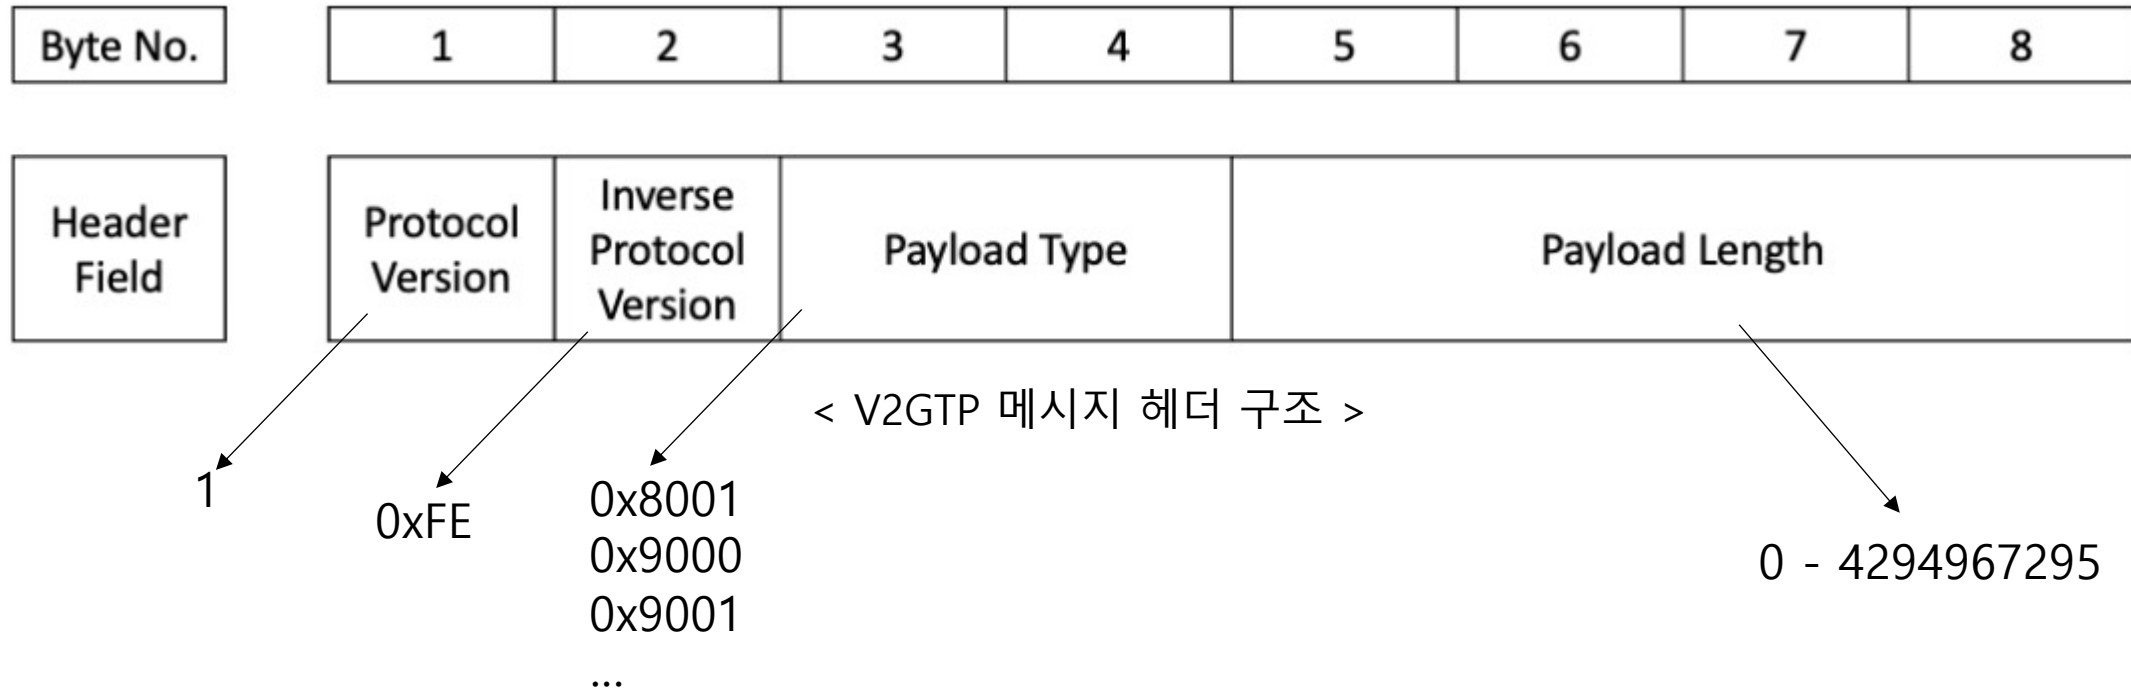 Byte No. 1 2 3 4 5 6 7 8
Header
Field
Protocol
Version
Inverse
Protocol
Version
Payload Type
Payload Length
< V2GTP 메시지 헤더 구조 >
1
0xFE
0x8001
0x9000
0x9001
...
0 - 4294967295